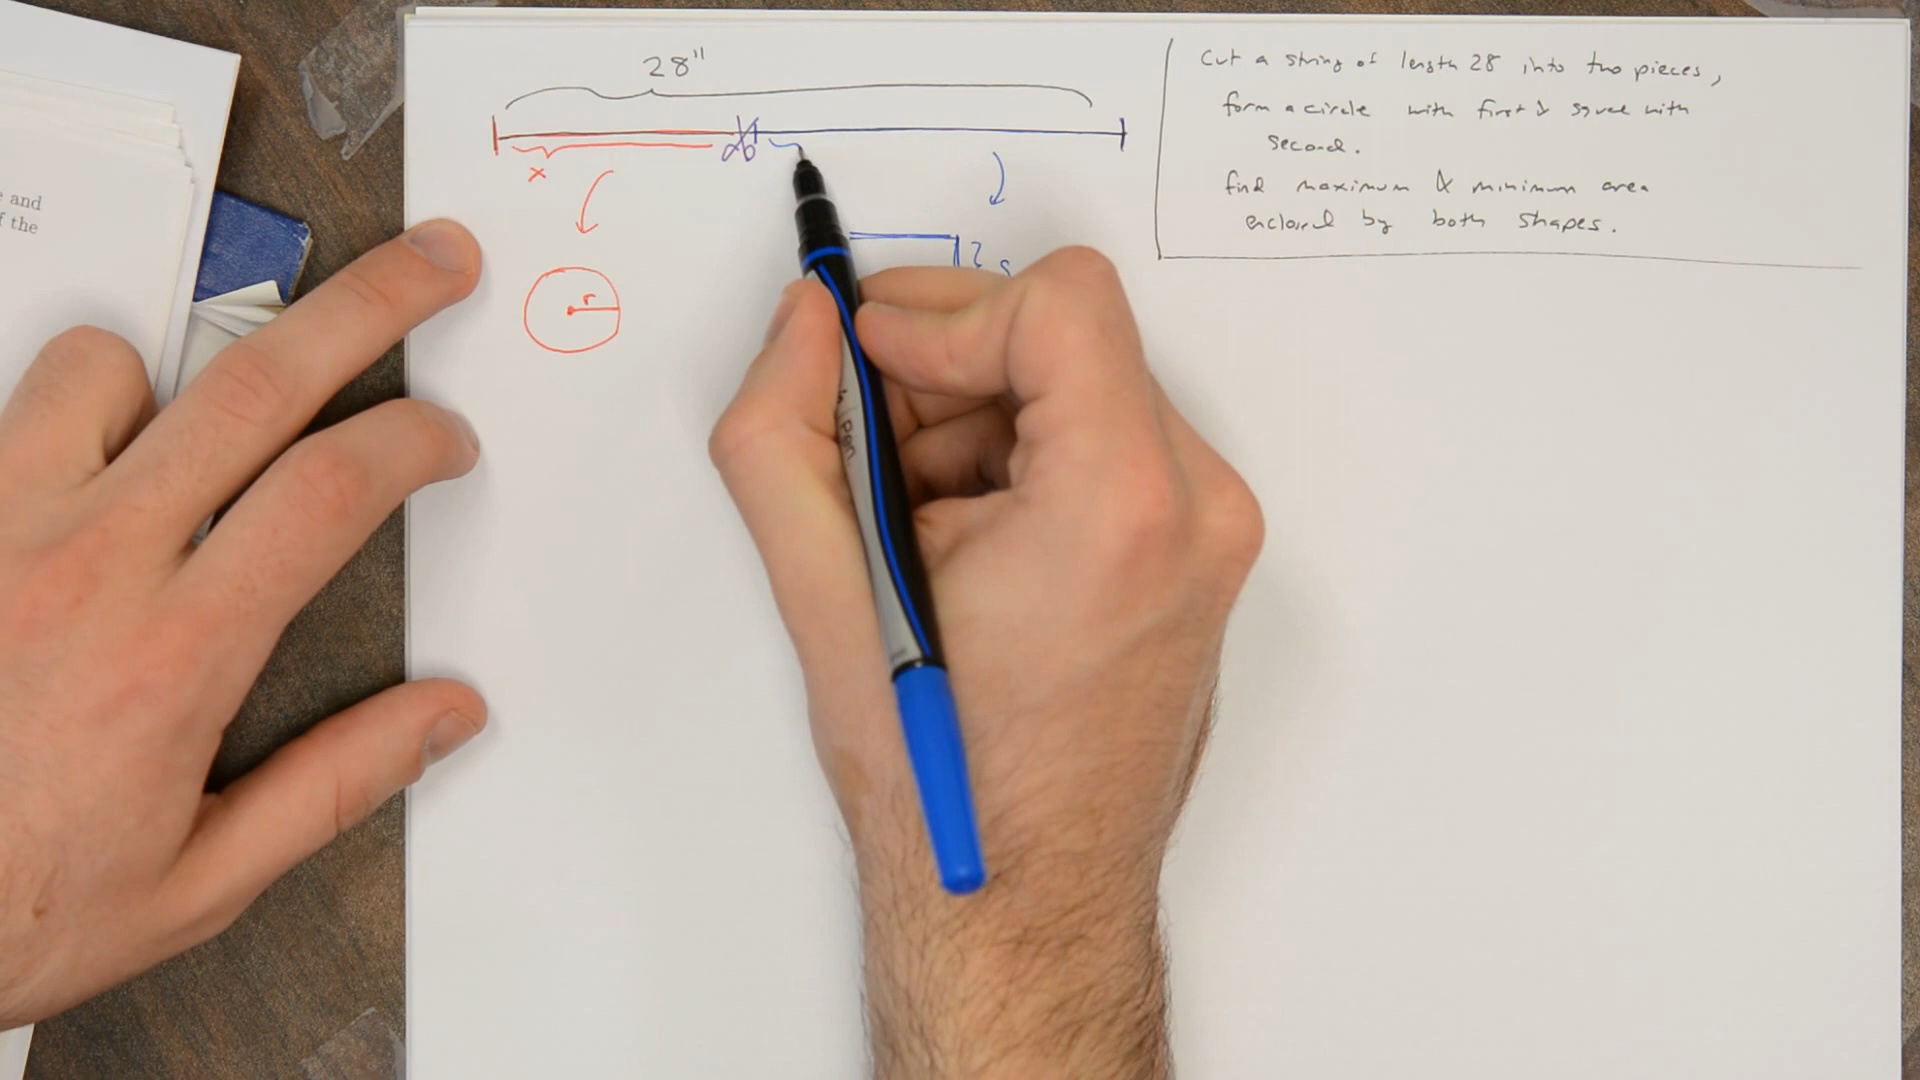 28"
x
r
s
Cut a string of length 28 into two pieces,
form a circle with first & square with
second.
find maximum & minimum area
enclosed by both shapes.
e and
f the
Pen